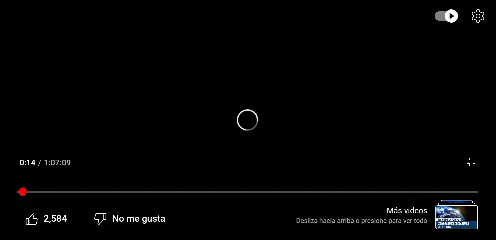 0:14 / 1:07:09
2,584
No me gusta
Más videos
Desliza hacia arriba o presiona para ver todo